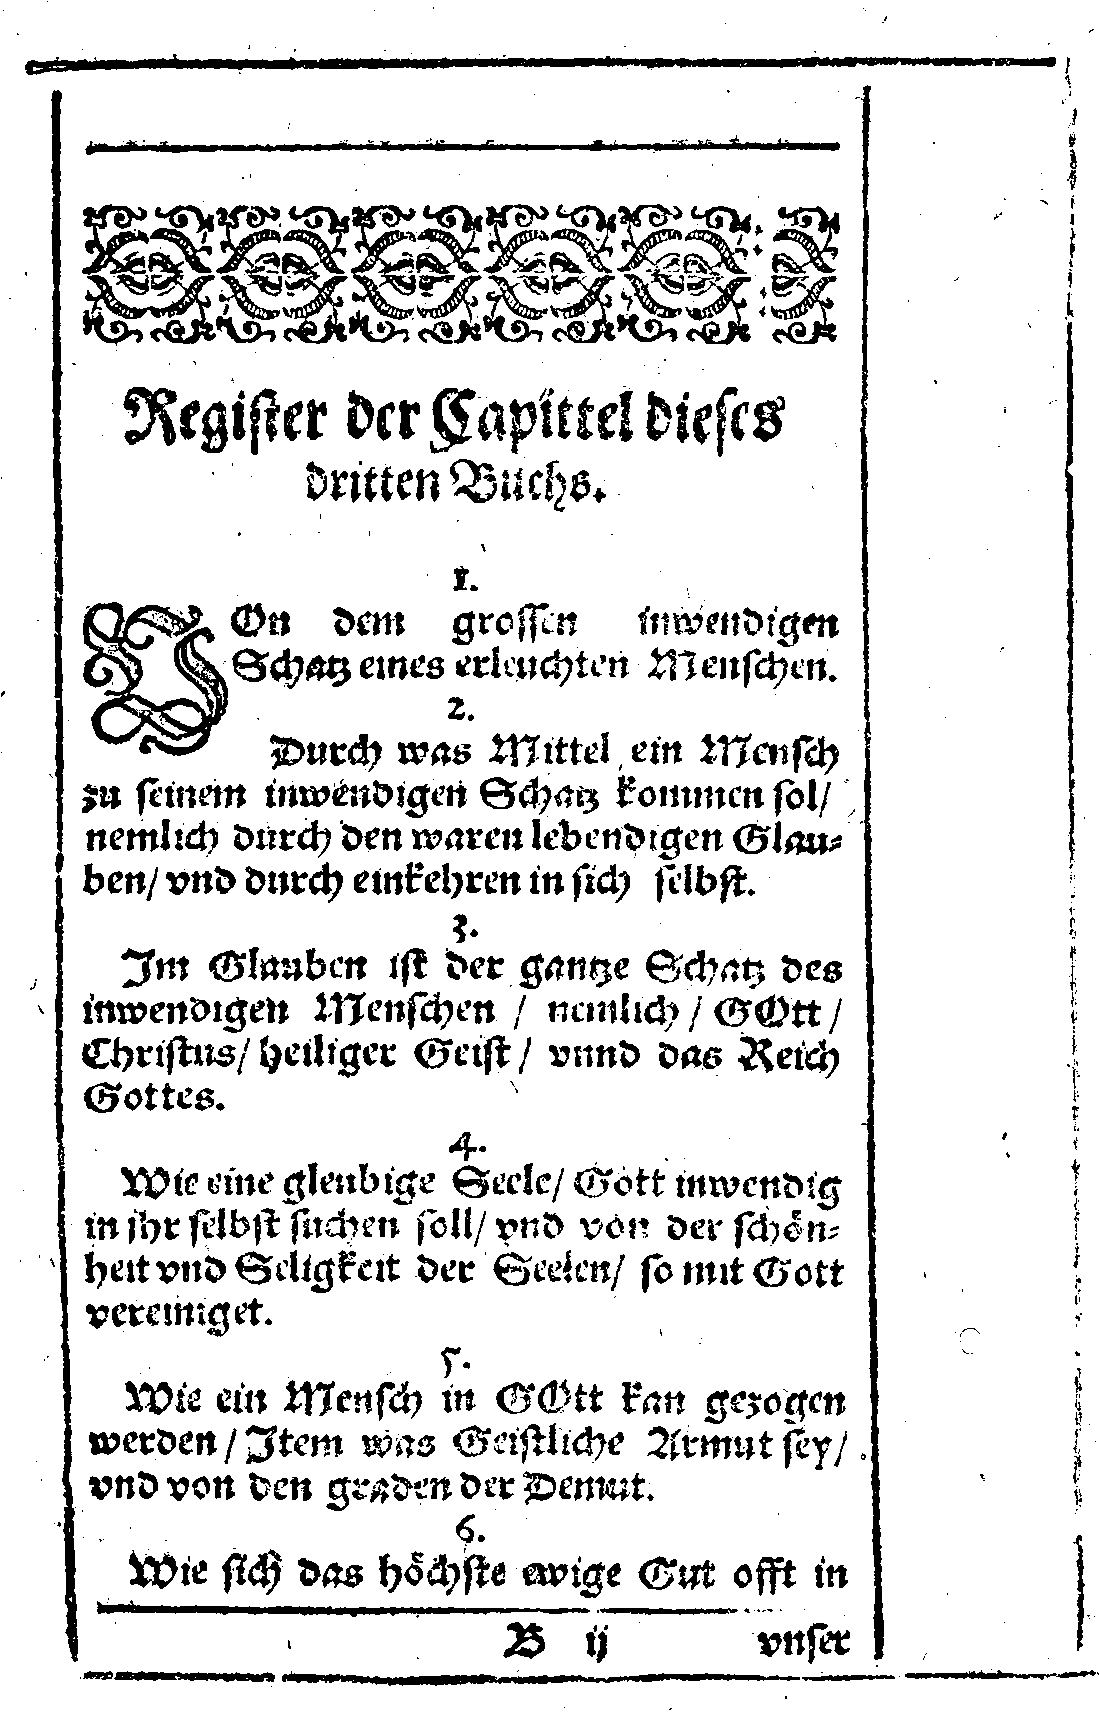 Register der Capittel dieses
dritten Buchs.
1.
VOn dem grossen inwendigen
Schatz eines erleuchten Menschen.
2.
Durch was Mittel ein Mensch
zu seinem inwendigen Schatz kommen sol/
nemlich durch den waren lebendigen Glau-
ben/ vnd durch einkehren in sich selbst.
3.
Im Glauben ist der gantze Schatz des
inwendigen Menschen / nemlich / GOtt /
Christus/ heiliger Geist / vnnd das Reich
Gottes.
4.
Wie eine gleubige Seele/ Gott inwendig
in jhr selbst suchen soll/ vnd von der schön-
heit vnd Seligkeit der Seelen/ so mit Gott
vereiniget.
5.
Wie ein Mensch in GOtt kan gezogen
werden / Item was Geistliche Armut sey/
vnd von den graden der Demut.
6.
Wie sich das höchste ewige Gut offt in
B ij vnser